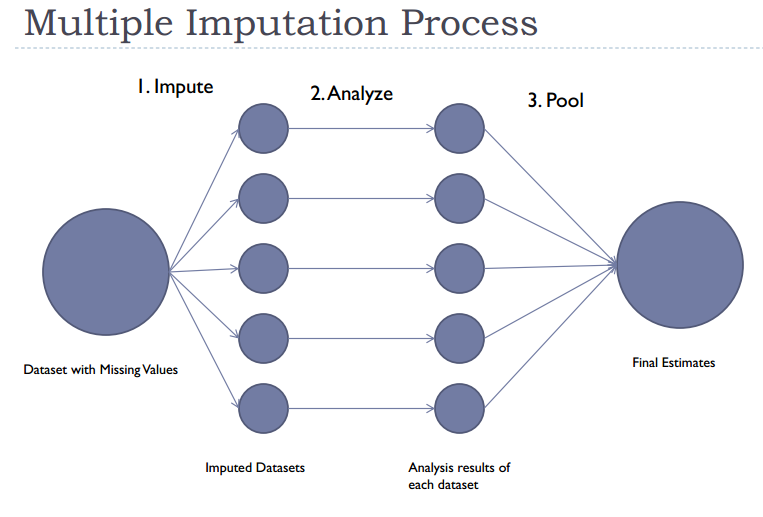 Multiple Imputation Process
1. Impute
2. Analyze
3. Pool
Dataset with Missing Values
Final Estimates
Imputed Datasets
Analysis results of
each dataset